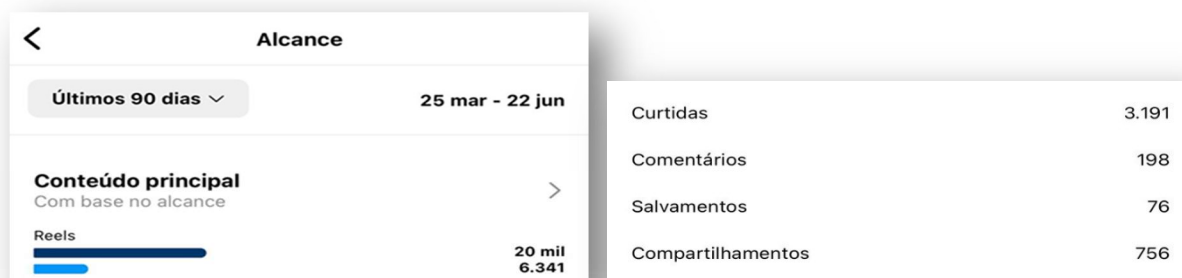 Alcance
Últimos 90 dias
25 mar - 22 jun
Conteúdo principal
Com base no alcance
Reels
20 mil
6.341
Curtidas 3.191
Comentários 198
Salvamentos 76
Compartilhamentos 756